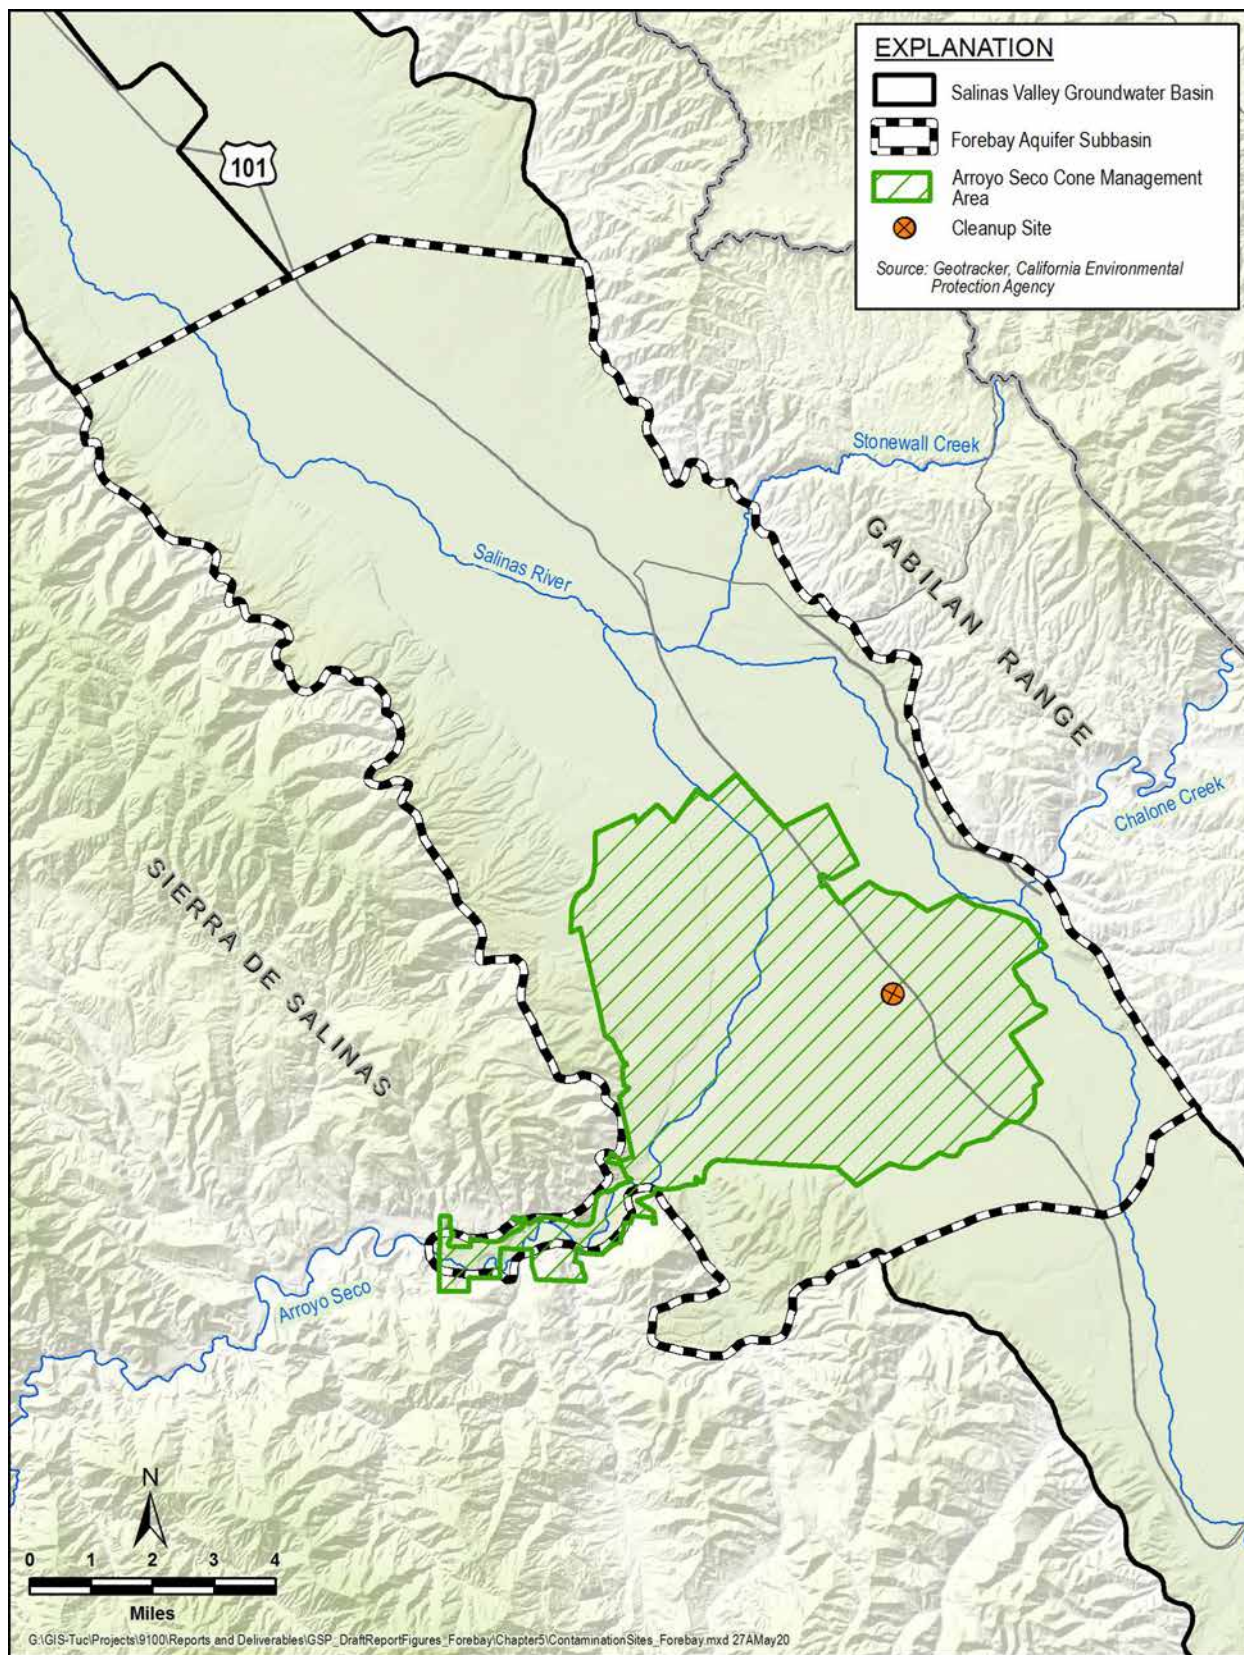 EXPLANATION
Salinas Valley Groundwater Basin
Forebay Aquifer Subbasin
Arroyo Seco Cone Management
Area
Cleanup Site
Source: Geotracker, California Environmental
Protection Agency
101
Stonewall Creek
GABILAN RANGE
Salinas River
Chalone Creek
SIERRA DE SALINAS
Arroyo Seco
N
0 1 2 3 4
Miles
G:\GIS-Tuc\Projects\9100\Reports and Deliverables\GSP_DraftReportFigures_Forebay\Chapter5\ContaminationSites_Forebay.mxd 27AMay20